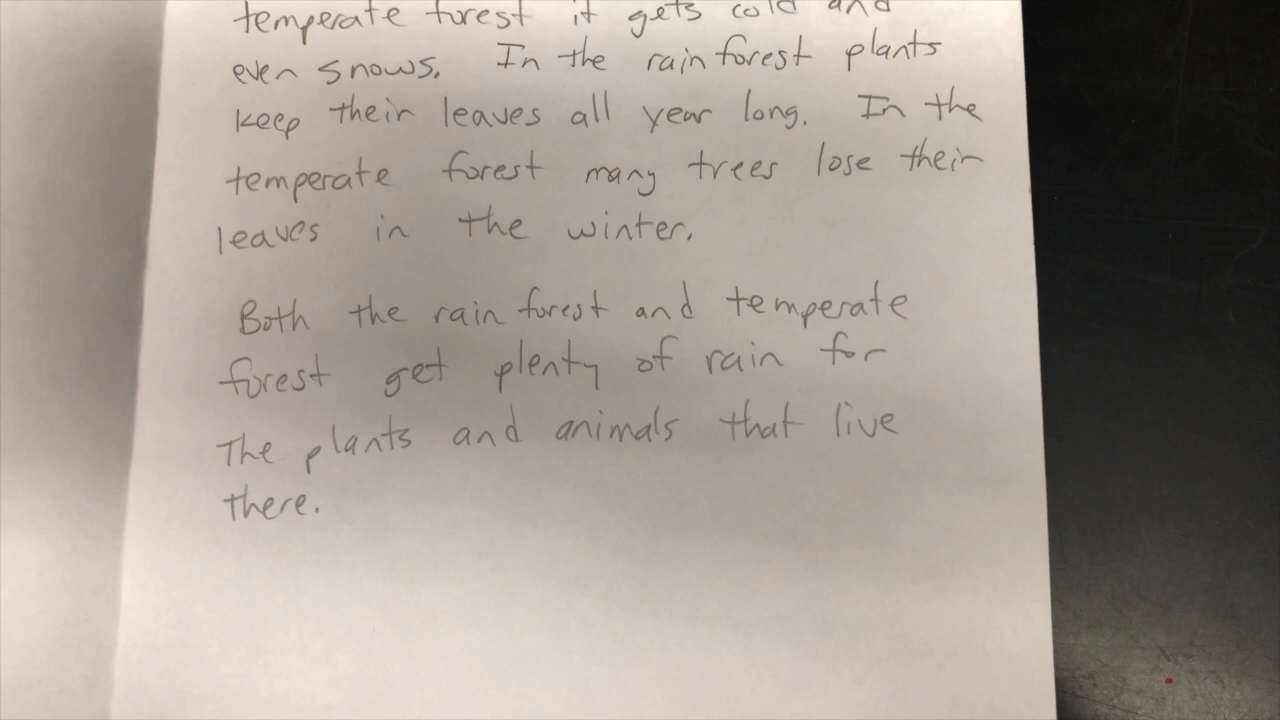 temperate forest it gets cold and
even snows. In the rain forest plants
keep their leaves all year long. In the
temperate forest many trees lose their
leaves in the winter.
Both the rain forest and temperate
forest get plenty of rain for
The plants and animals that live
there.